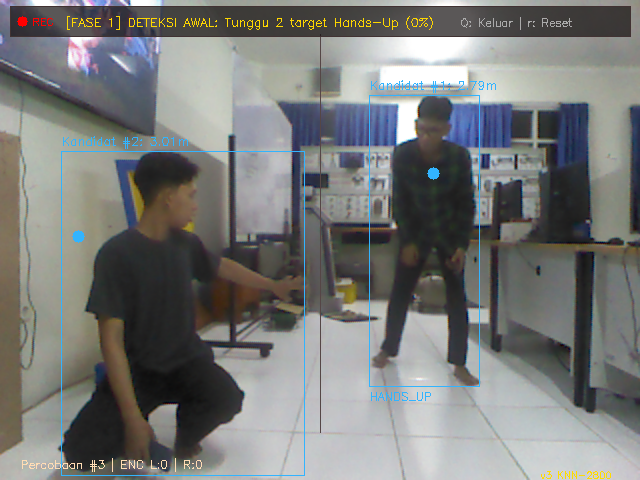 REC [FASE 1] DETEKSI AWAL: Tunggu 2 target Hands-Up (0%) Q: Keluar | r: Reset
Kandidat #1: 2.79m
Kandidat #2:
HANDS_UP
Percobaan #3 | ENC L:0 | R:0